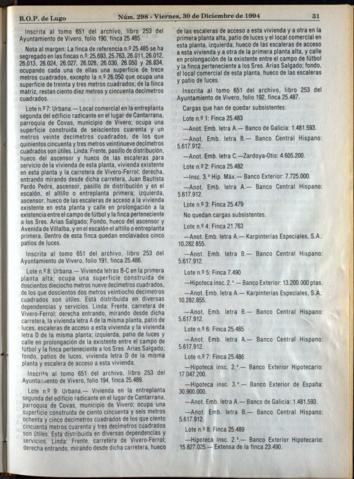 B.O.P. de Lugo
Núm. 298 - Viernes, 30 de Diciembre de 1994
31
Inscrita al tomo 651 del archivo, libro 253 del
Ayuntamiento de Vivero, folio 190, finca 25.485.
Nota al margen: La finca de referencia n.º 25.485 se ha
segregado en las fincas n.º 25.693, 25.763, 26.011, 26.012,
26.013, 26.024, 26.027, 26.029, 26.036, 26.050 y 26.834,
ocupando cada una de ellas una superficie de trece
metros cuadrados, excepto la n.º 26.050 que ocupa una
superficie de treinta y tres metros cuadrados; de la finca
matriz, resten ciento diez metros y cincuenta decímetros
cuadrados.
Lote n.º 7: Urbana. — Local comercial en la entreplanta
segunda del edificio radicante en el lugar de Cantarrana,
parroquia de Covas, municipio de Vivero; ocupa una
superficie construida de seiscientos cuarenta y un
metros veinte decímetros cuadrados, de los que
quinientos cincuenta y tres metros veintinueve decímetros
cuadrados son útiles. Linda: Frente, pasillo de distribución,
hueco del ascensor y hueco de las escaleras para
servicio de la vivienda de esta planta, vivienda existente
en esta planta y la carretera de Vivero-Ferrol; derecha,
entrando mirando desde dicha carretera, Juan Bautista
Pardo Pedre, ascensor, pasillo de distribución y en el
escalón, el altillo o entreplanta primera; izquierda,
ascensor, hueco de las escaleras de acceso a la vivienda
existente en esta planta y calle en prolongación a la
existencia entre el campo de fútbol y la finca perteneciente
a los Sres. Arias Salgado; Fondo, hueco del ascensor y
Avenida de Villalba, y en el escalón el altillo o entreplanta
primera. Dentro de esta finca quedan enclavados cinco
patios de luces.
Inscrita al tomo 651 del archivo, libro 253 del
Ayuntamiento de Vivero, folio 191, finca 25.486.
Lote n.º 8: Urbana. — Vivienda letras B-C en la primera
planta alta; ocupa una superficie construida de
doscientos dieciocho metros nueve decímetros cuadrados,
de los que doscientos dos metros veintiocho decímetros
cuadrados son útiles. Está distribuida en diversas
dependencias y servicios. Linda: Frente, carretera de
Vivero-Ferrol; derecha entrando, mirando desde dicha
carretera, la vivienda letra A de la misma planta, patio de
luces, escaleras de acceso a esta vivienda y la vivienda
letra D de la misma planta; izquierda, patio de luces y
calle en prolongación de la existente entre el campo de
fútbol y la finca perteneciente a los Sres. Arias Salgado;
fondo, patios de luces, vivienda letra D de la misma
planta y escalera de acceso a esta vivienda.
Inscrita al tomo 651 del archivo, libro 253 del
Ayuntamiento de Vivero, folio 194, finca 25.489.
Lote n.º 9: Urbana. — Vivienda en la entreplanta
segunda del edificio radicante en el lugar de Cantarrana,
parroquia de Covas, municipio de Vivero; ocupa una
superficie construida de ciento cincuenta y seis metros
ochenta y cinco decímetros cuadrados de los que ciento
cincuenta metros cuarenta y tres decímetros cuadrados
son útiles. Está distribuida en diversas dependencias y
servicios; Linda: Frente, carretera de Vivero-Ferrol;
derecha entrando, mirando desde dicha carretera, hueco
de las escaleras de acceso a esta vivienda y otra en la
primera planta alta, patio de luces y el local comercial en
esta planta, izquierda, hueco de las escaleras de acceso
a esta vivienda y a otra de la primera planta alta, y calle
en prolongación de la existente entre el campo de fútbol
y la finca perteneciente a los Sres. Arias Salgado; fondo,
el local comercial de esta planta, hueco de las escaleras
y patio de luces.
Inscrita al tomo 651 del archivo, libro 253 del
Ayuntamiento de Vivero, folio 192, finca 25.487.
Cargas que han de quedar subsistentes:
Lote n.º 1: Finca 25.483
—Anot. Emb. letra A.— Banco de Galicia: 1.481.593.
—Anot. Emb. letra B.— Banco Central Hispano:
5.617.912.
—Anot. Emb. letra C.—Zardoya-Otis: 4.605.200.
Lote n.º 2: Finca 25.482
—Insc. 3.ª Hip. Máx.— Banco Exterior: 7.725.000
—Anot. Emb. letra A.— Banco Central Hispano:
5.617.912.
Lote n.º 3: Finca 25.479
No quedan cargas subsistentes.
Lote n.º 4: Finca 21.763
—Anot. Emb. letra A.— Karpinterías Especiales, S.A.:
10.282.855.
—Anot. Emb. letra B.— Banco Central Hispano:
5.617.912.
Lote n.º 5: Finca 7.490
—Hipoteca insc. 2.ª.— Banco Exterior: 13.200.000 ptas.
—Anot. Emb. letra A.— Karpinterías Especiales, S.A.:
10.282.855.
—Anot. Emb. letra B.— Banco Central Hispano:
5.617.912.
Lote n.º 6: Finca 25.485
—Anot. Emb. letra A.— Banco Central Hispano:
5.617.912.
Lote n.º 7: Finca 25.486
—Hipoteca insc. 2.ª.— Banco Exterior Hipotecario:
17.047.200.
—Hipoteca insc. 3.ª.— Banco Exterior de España:
30.900.000.
—Anot. Emb. letra A.— Banco de Galicia: 1.481.593.
—Anot. Emb. letra B.— Banco Central Hispano:
5.617.912.
Lote n.º 8: Finca 25.489
—Hipoteca insc. 2.ª.— Banco Exterior Hipotecario:
15.827.025.— Extensa de la finca 23.490.